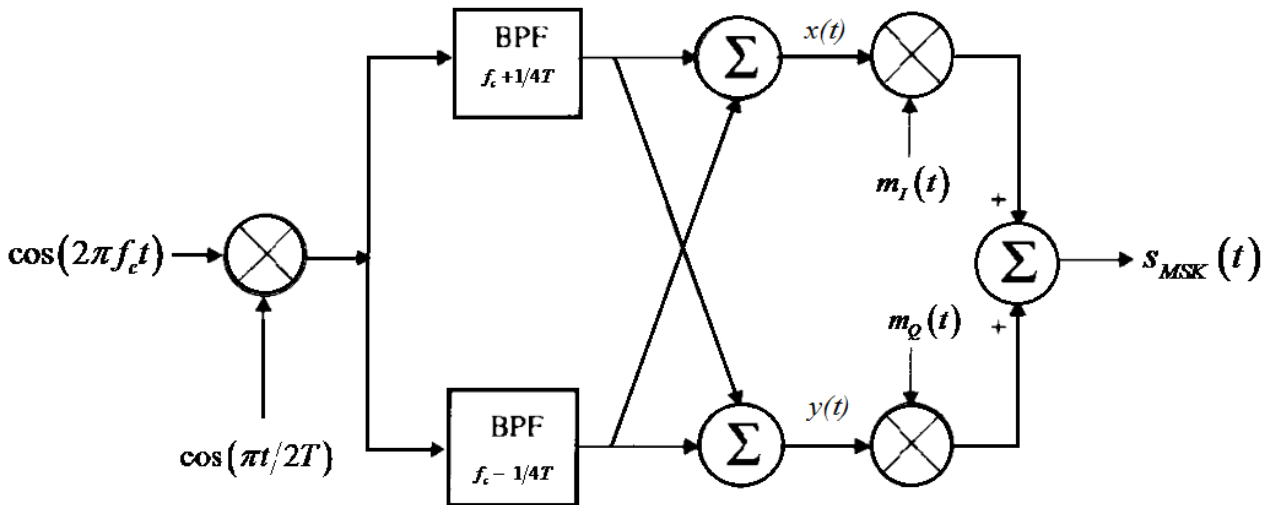 BPF
f_c + 1/4T
Σ
x(t)
m_I(t)
+
cos(2πf_c t)
Σ
s_MSK(t)
m_Q(t)
+
cos(πt/2T)
BPF
f_c − 1/4T
Σ
y(t)